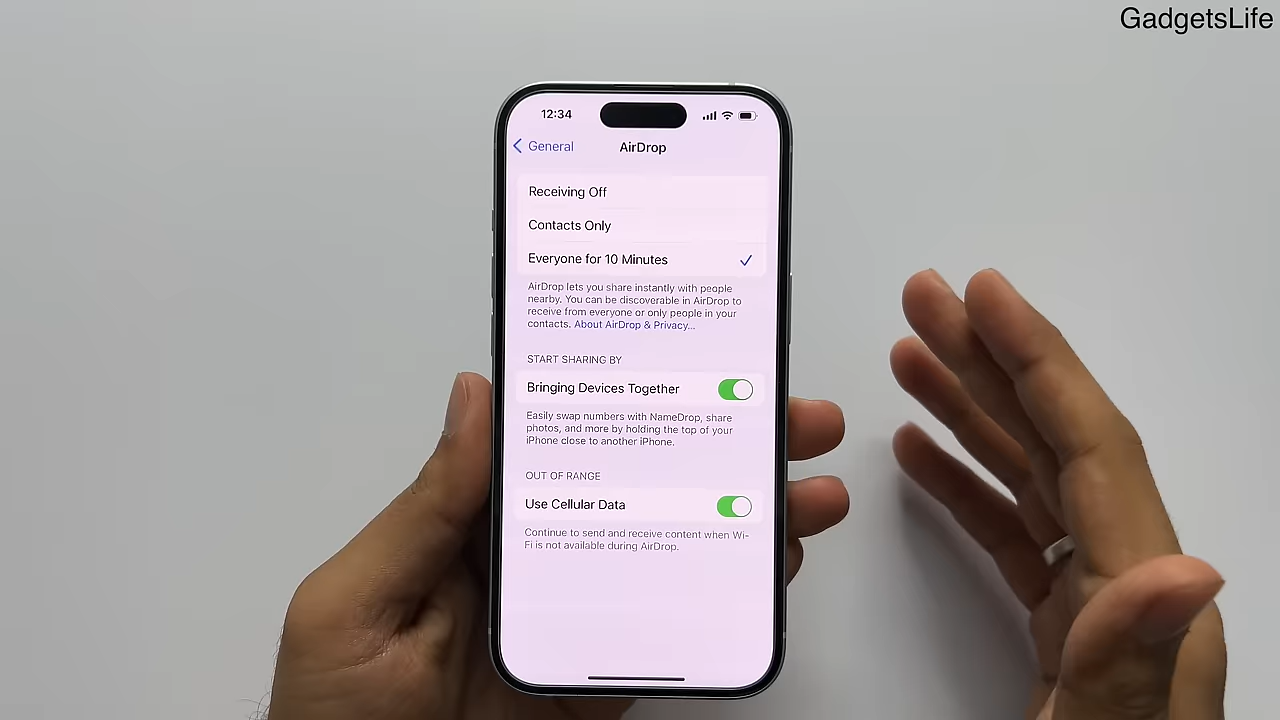 GadgetsLife
12:34
General
AirDrop
Receiving Off
Contacts Only
Everyone for 10 Minutes
AirDrop lets you share instantly with people
nearby. You can be discoverable in AirDrop to
receive from everyone or only people in your
contacts. About AirDrop & Privacy...
START SHARING BY
Bringing Devices Together
Easily swap numbers with NameDrop, share
photos, and more by holding the top of your
iPhone close to another iPhone.
OUT OF RANGE
Use Cellular Data
Continue to send and receive content when Wi-
Fi is not available during AirDrop.